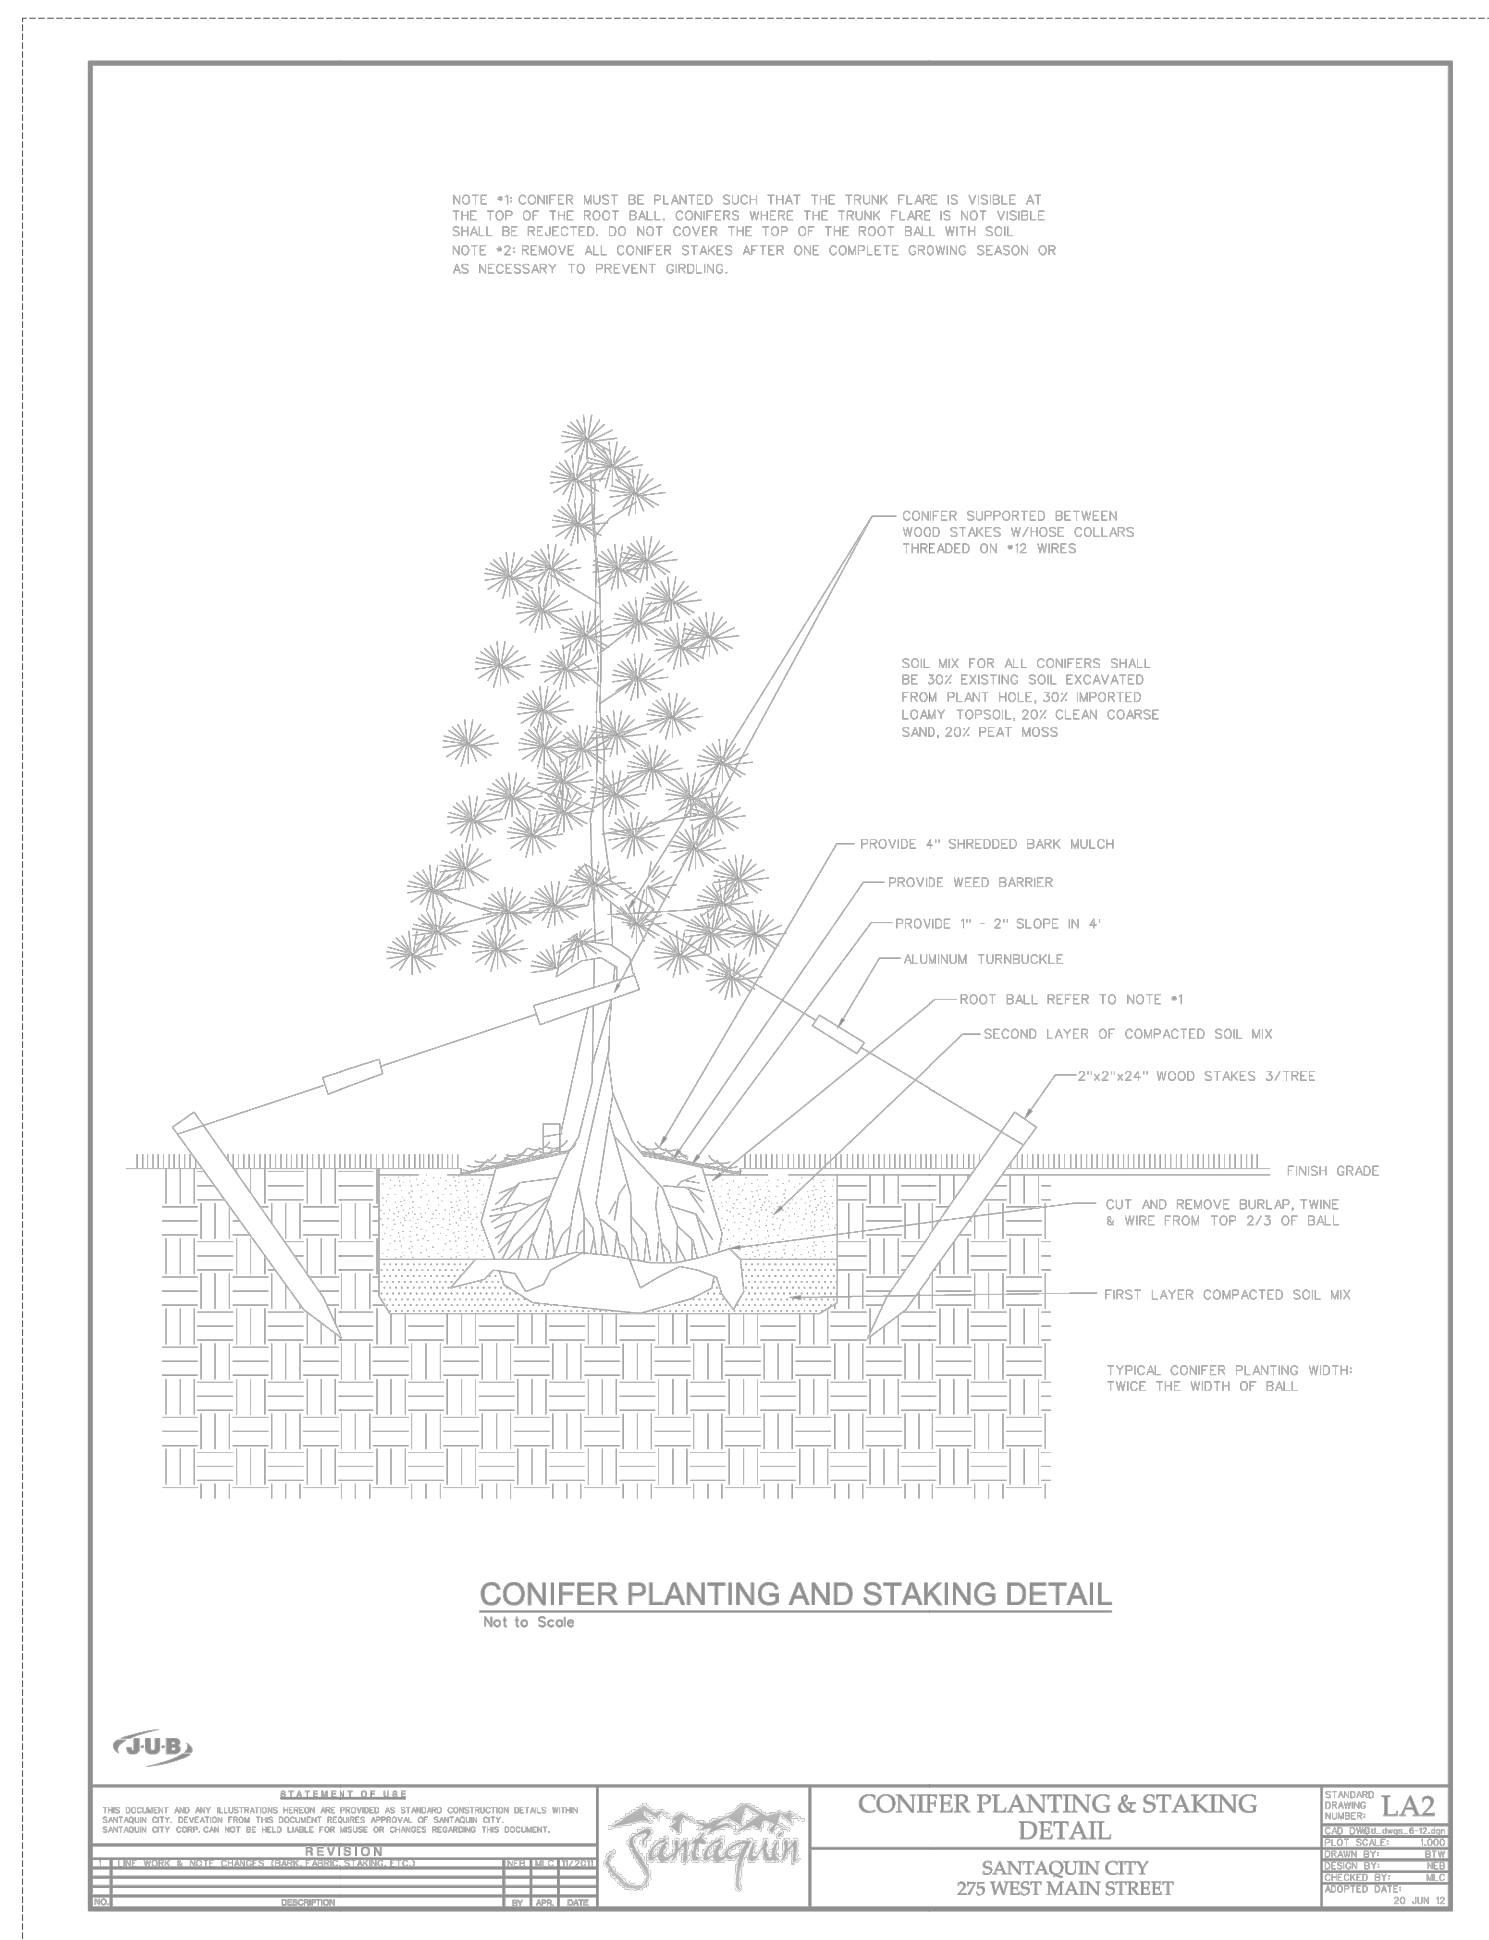 NOTE #1: CONIFER MUST BE PLANTED SUCH THAT THE TRUNK FLARE IS VISIBLE AT
THE TOP OF THE ROOT BALL. CONIFERS WHERE THE TRUNK FLARE IS NOT VISIBLE
SHALL BE REJECTED. DO NOT COVER THE TOP OF THE ROOT BALL WITH SOIL
NOTE #2: REMOVE ALL CONIFER STAKES AFTER ONE COMPLETE GROWING SEASON OR
AS NECESSARY TO PREVENT GIRDLING.
CONIFER SUPPORTED BETWEEN
WOOD STAKES W/HOSE COLLARS
THREADED ON #12 WIRES
SOIL MIX FOR ALL CONIFERS SHALL
BE 30% EXISTING SOIL EXCAVATED
FROM PLANT HOLE, 30% IMPORTED
LOAMY TOPSOIL, 20% CLEAN COARSE
SAND, 20% PEAT MOSS
PROVIDE 4" SHREDDED BARK MULCH
PROVIDE WEED BARRIER
PROVIDE 1" - 2" SLOPE IN 4'
ALUMINUM TURNBUCKLE
ROOT BALL REFER TO NOTE #1
SECOND LAYER OF COMPACTED SOIL MIX
2"x2"x24" WOOD STAKES 3/TREE
FINISH GRADE
CUT AND REMOVE BURLAP, TWINE
& WIRE FROM TOP 2/3 OF BALL
FIRST LAYER COMPACTED SOIL MIX
TYPICAL CONIFER PLANTING WIDTH:
TWICE THE WIDTH OF BALL
CONIFER PLANTING AND STAKING DETAIL
Not to Scale
J-U-B
STATEMENT OF USE
THIS DOCUMENT AND ANY ILLUSTRATIONS HEREON ARE PROVIDED AS STANDARD CONSTRUCTION DETAILS WITHIN
SANTAQUIN CITY. DEVEATION FROM THIS DOCUMENT REQUIRES APPROVAL OF SANTAQUIN CITY.
SANTAQUIN CITY CORP. CAN NOT BE HELD LIABLE FOR MISUSE OR CHANGES REGARDING THIS DOCUMENT.
REVISION
1 LINE WORK & NOTE CHANGES (BARK, FABRIC, STAKING, ETC.) NEB MLC 11/2011
NO. DESCRIPTION BY APR. DATE
Santaquin
CONIFER PLANTING & STAKING
DETAIL
SANTAQUIN CITY
275 WEST MAIN STREET
STANDARD
DRAWING
NUMBER: LA2
PLOT SCALE: 1.000
DRAWN BY: BTW
DESIGN BY: NEB
CHECKED BY: MLC
ADOPTED DATE:
20 JUN 12